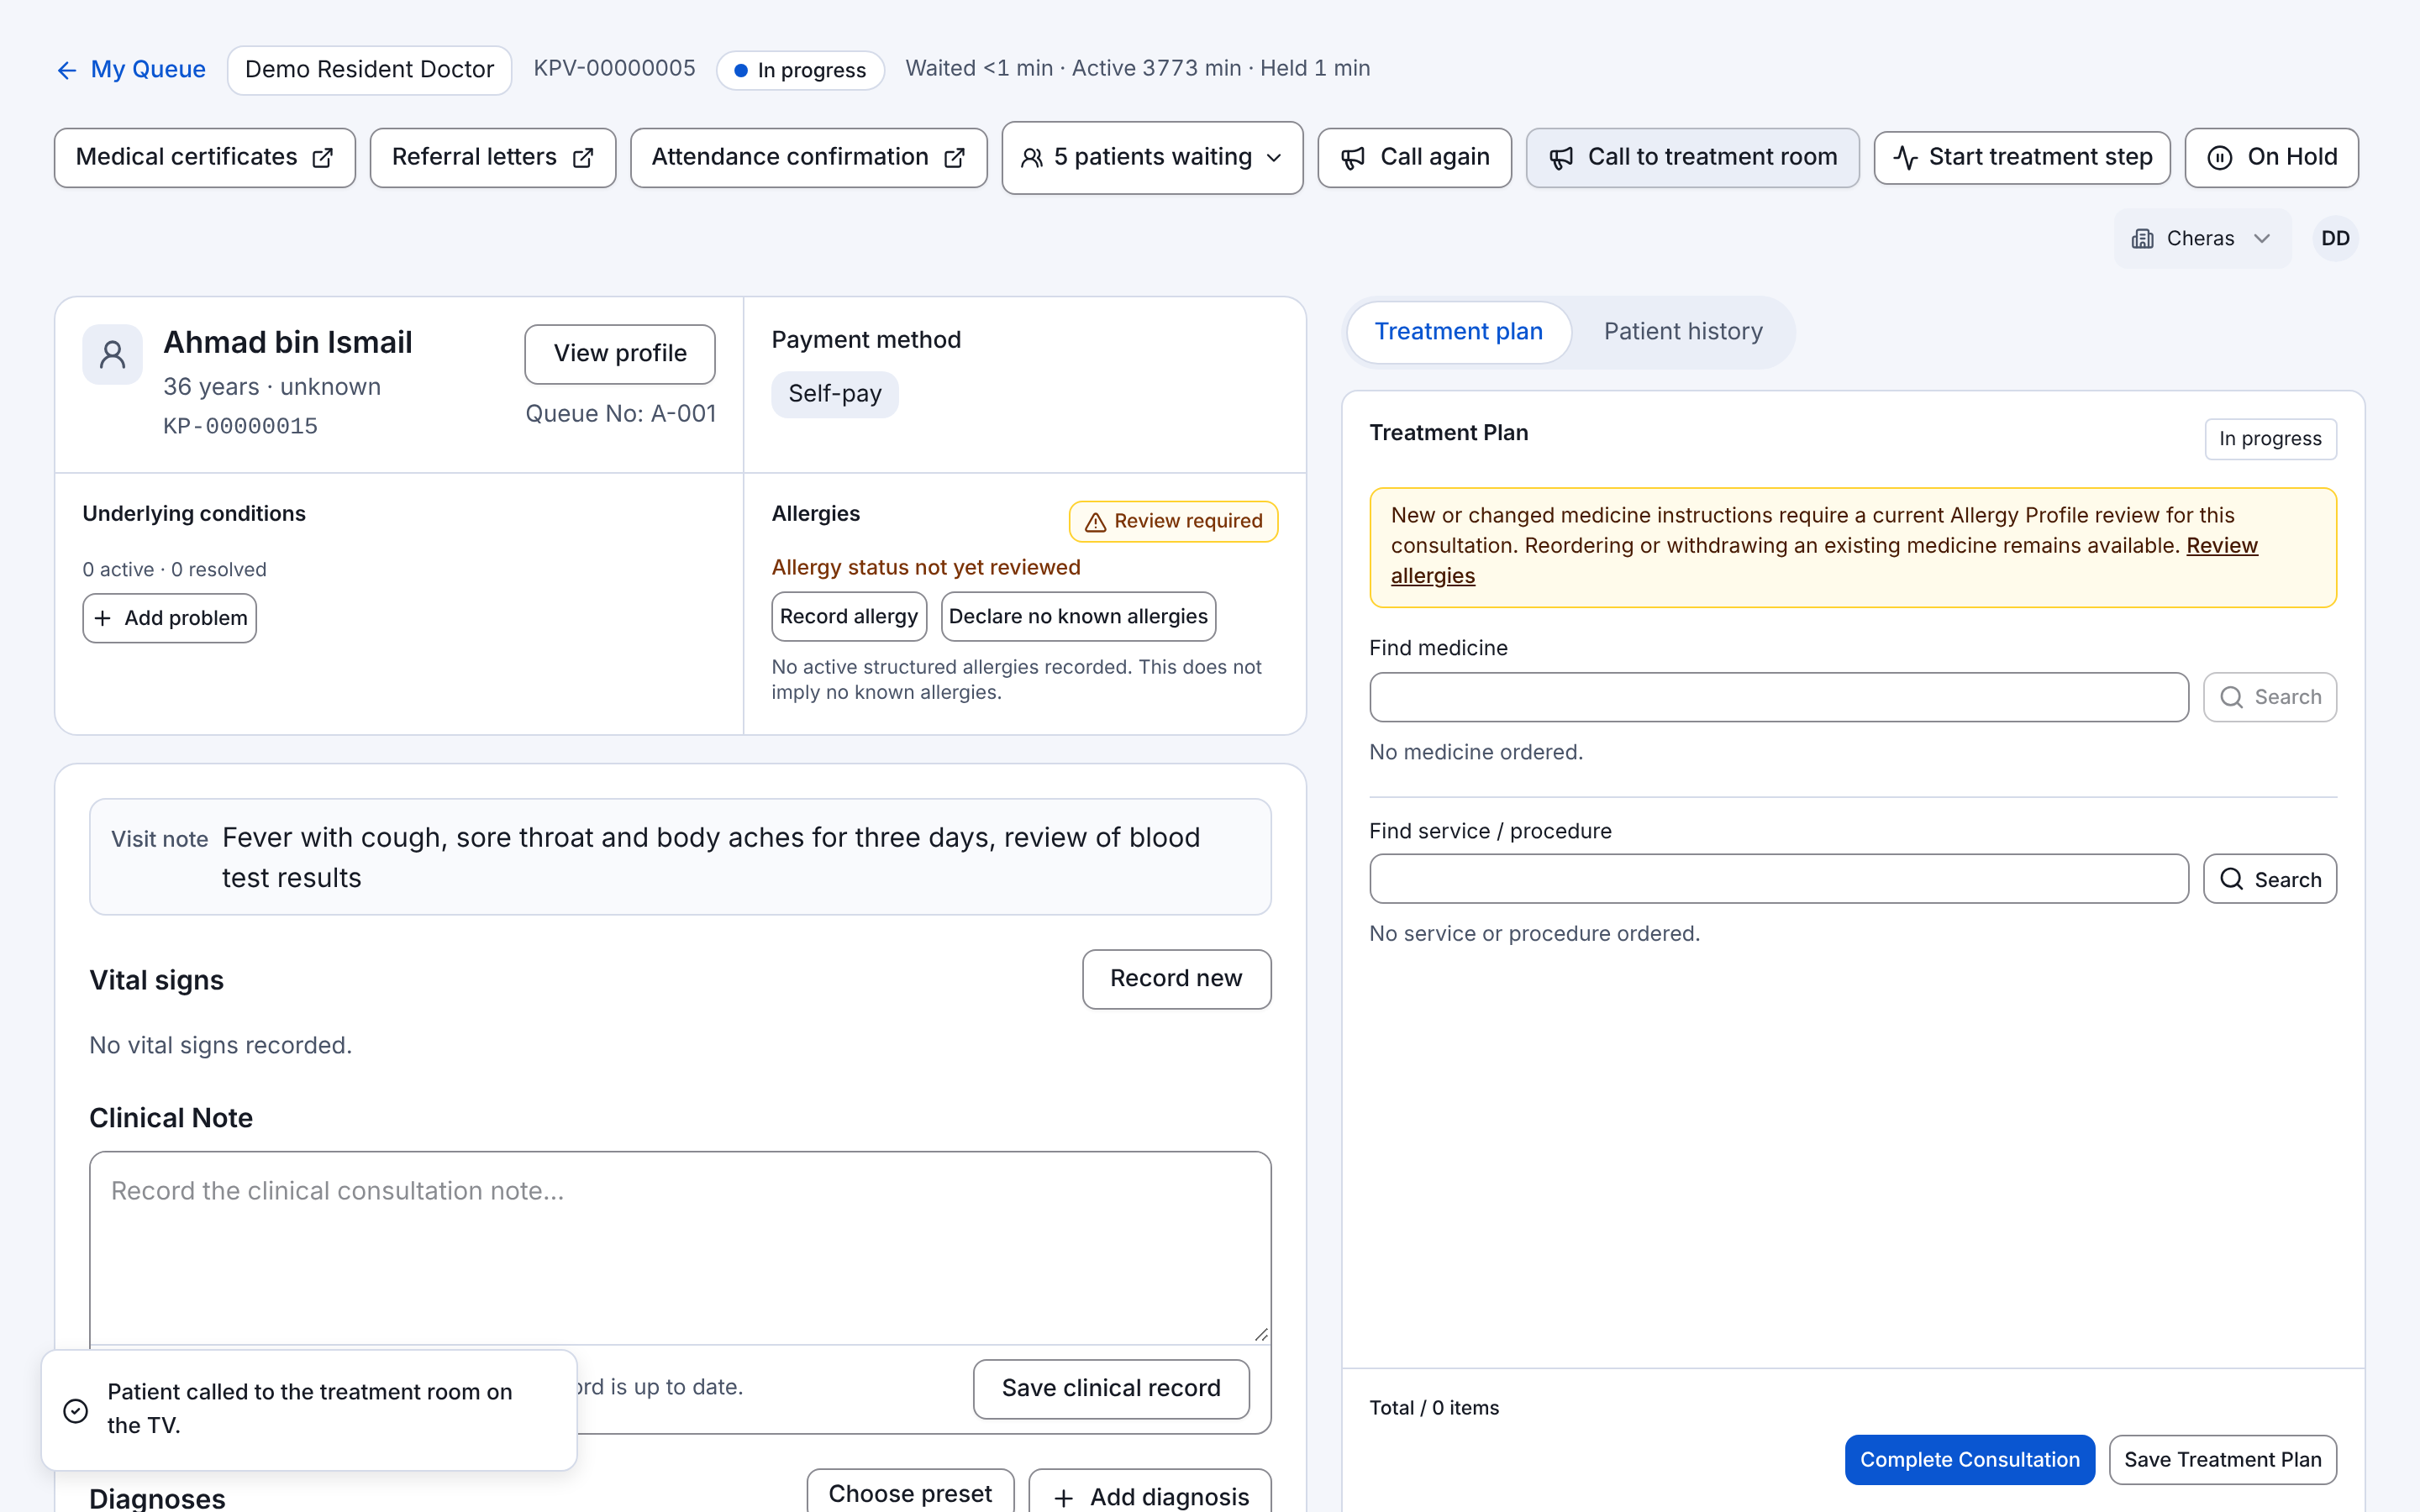 My Queue
Demo Resident Doctor
KPV-00000005
In progress
Waited <1 min · Active 3773 min · Held 1 min
Medical certificates
Referral letters
Attendance confirmation
5 patients waiting
Call again
Call to treatment room
Start treatment step
On Hold
Cheras
DD
Ahmad bin Ismail
36 years · unknown
KP-00000015
View profile
Queue No: A-001
Payment method
Self-pay
Underlying conditions
0 active · 0 resolved
Add problem
Allergies
Review required
Allergy status not yet reviewed
Record allergy
Declare no known allergies
No active structured allergies recorded. This does not
imply no known allergies.
Visit note
Fever with cough, sore throat and body aches for three days, review of blood
test results
Vital signs
Record new
No vital signs recorded.
Clinical Note
Record the clinical consultation note...
is up to date.
Save clinical record
Patient called to the treatment room on
the TV.
Diagnoses
Choose preset
Add diagnosis
Treatment plan
Patient history
Treatment Plan
In progress
New or changed medicine instructions require a current Allergy Profile review for this
consultation. Reordering or withdrawing an existing medicine remains available. Review
allergies
Find medicine
Search
No medicine ordered.
Find service / procedure
Search
No service or procedure ordered.
Total / 0 items
Complete Consultation
Save Treatment Plan